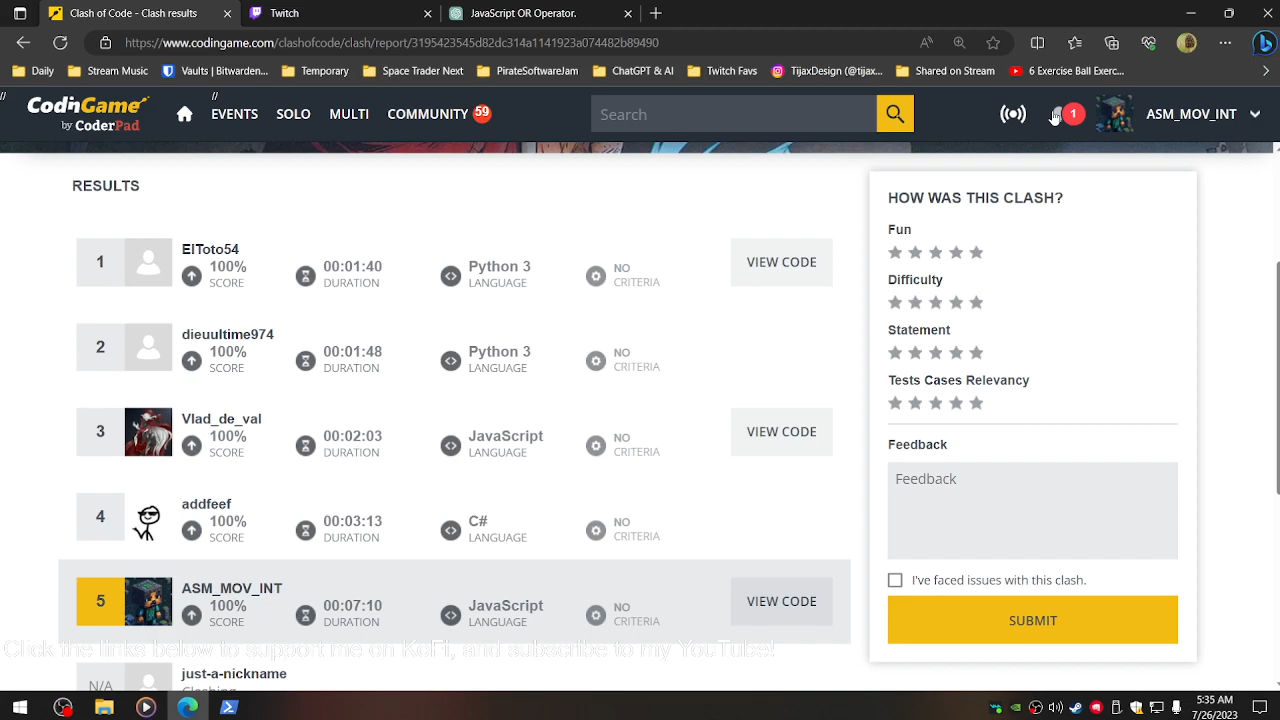 Clash of Code - CodinGame
Twitch
JavaScript OR Operator.
https://www.codingame.com/clashofcode/clash/report/3195423545d82dc314a1141923a074482b89490
Daily
Stream Music
Vaults | Bitwarden...
Temporary
Space Trader Next
PirateSoftwareJam
ChatGPT & AI
Twitch Favs
TijaxDesign (@tijax...
Shared on Stream
6 Exercise Ball Exerc...
//
CodinGame
by CoderPad
//
EVENTS
SOLO
MULTI
COMMUNITY 59
Search
1
ASM_MOV_INT
RESULTS
1
ElToto54
100%
SCORE
00:01:40
DURATION
Python 3
LANGUAGE
NO
CRITERIA
VIEW CODE
2
dieuultime974
100%
SCORE
00:01:48
DURATION
Python 3
LANGUAGE
NO
CRITERIA
3
Vlad_de_val
100%
SCORE
00:02:03
DURATION
JavaScript
LANGUAGE
NO
CRITERIA
VIEW CODE
4
addfeef
100%
SCORE
00:03:13
DURATION
C#
LANGUAGE
NO
CRITERIA
5
ASM_MOV_INT
100%
SCORE
00:07:10
DURATION
JavaScript
LANGUAGE
NO
CRITERIA
VIEW CODE
Click the links below to support me on KoFi, and subscribe to my YouTube!
N/A
just-a-nickname
Clashing
HOW WAS THIS CLASH?
Fun
Difficulty
Statement
Tests Cases Relevancy
Feedback
Feedback
I've faced issues with this clash.
SUBMIT
5:35 AM
7/26/2023